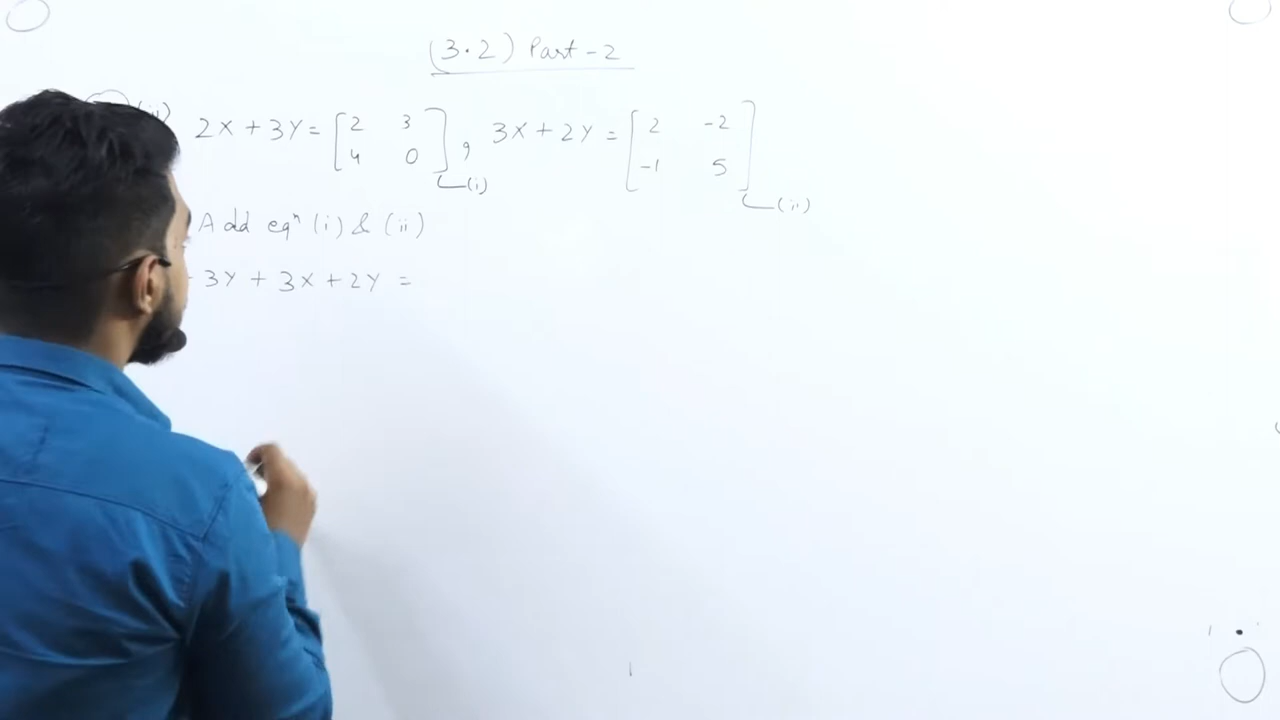 (3.2) Part-2
(ii) 2X + 3Y = [2 3 4 0] (i) , 3X + 2Y = [2 -2 -1 5] (ii)
Add eqⁿ (i) & (ii)
3Y + 3X + 2Y =